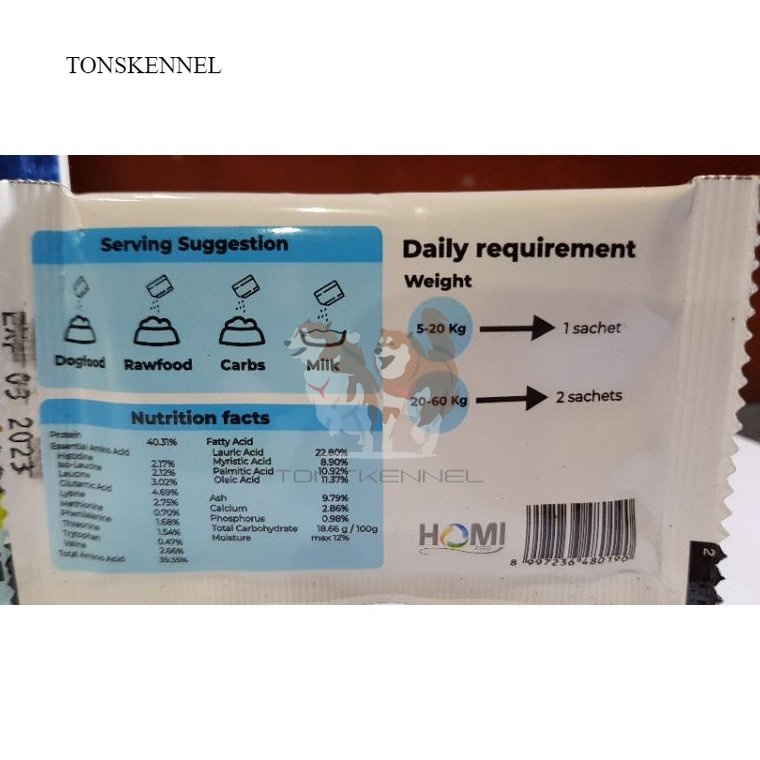 TONSKENNEL
Serving Suggestion
Dogfood Rawfood Carbs Milk
Daily requirement
Weight
5-20 Kg 1 sachet
20-60 Kg 2 sachets
Nutrition facts
Protein 40.31%
Essential Amino Acid
Histidine 2.17%
Iso-Leucine 2.12%
Leucine 3.02%
Glutamic Acid 4.69%
Lysine 2.75%
Methionine 0.70%
Phenilalanine 1.68%
Threonine 1.54%
Tryptophan 0.47%
Valine 2.66%
Total Amino Acid 39.35%
Fatty Acid
Lauric Acid 22.80%
Myristic Acid 8.90%
Palmitic Acid 10.92%
Oleic Acid 11.37%
Ash 9.79%
Calcium 2.86%
Phosphorus 0.98%
Total Carbohydrate 18.66 g / 100g
Moisture max 12%
HOMI
8 997236 480190
EXP 03 2023
2